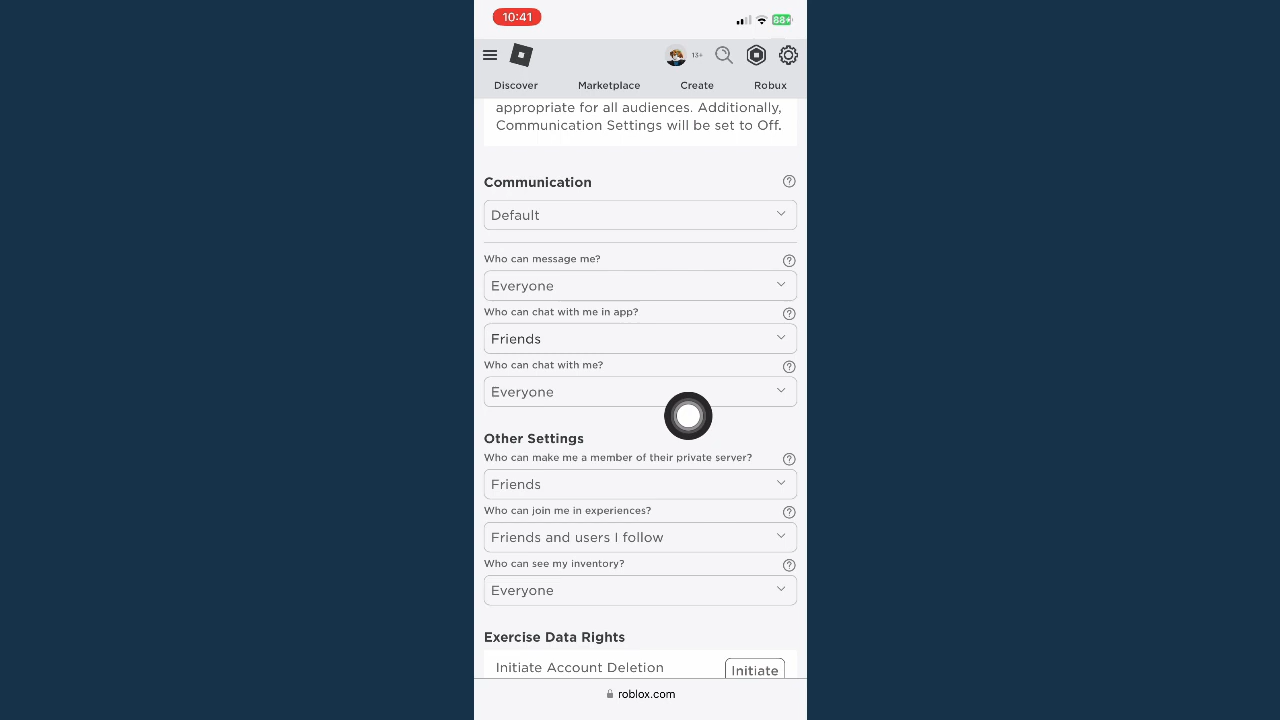 10:41
88+
13+
Discover
Marketplace
Create
Robux
appropriate for all audiences. Additionally,
Communication Settings will be set to Off.
Communication
Default
Who can message me?
Everyone
Who can chat with me in app?
Friends
Who can chat with me?
Everyone
Other Settings
Who can make me a member of their private server?
Friends
Who can join me in experiences?
Friends and users I follow
Who can see my inventory?
Everyone
Exercise Data Rights
Initiate Account Deletion
Initiate
roblox.com